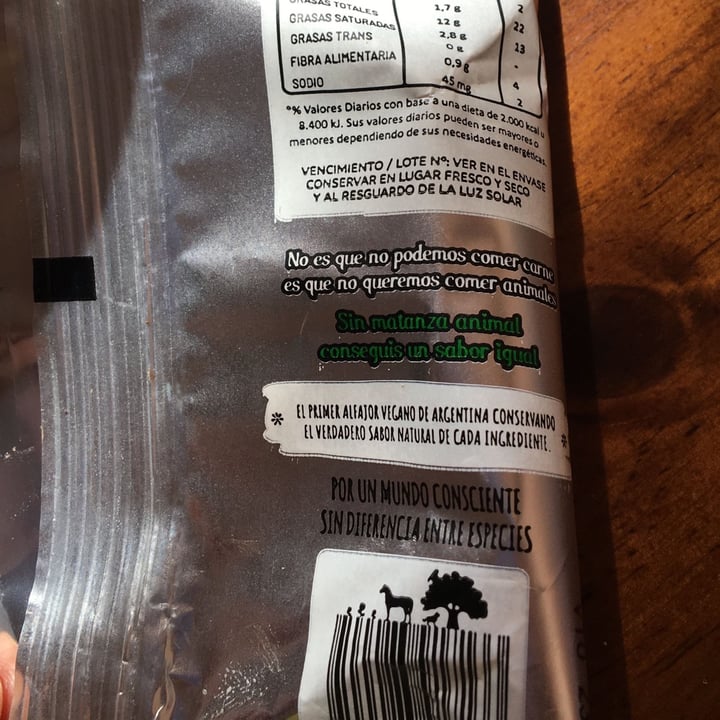 GRASAS TOTALES 1,7 g 2
GRASAS SATURADAS 12 g 22
GRASAS TRANS 2,8 g 13
FIBRA ALIMENTARIA 0 g -
0,9 g 4
SODIO 45 mg 2
*% Valores Diarios con base a una dieta de 2.000 kcal u
8.400 kJ. Sus valores diarios pueden ser mayores o
menores dependiendo de sus necesidades energéticas.
VENCIMIENTO / LOTE Nº: VER EN EL ENVASE
CONSERVAR EN LUGAR FRESCO Y SECO
Y AL RESGUARDO DE LA LUZ SOLAR
No es que no podemos comer carne
es que no queremos comer animales
Sin matanza animal
conseguis un sabor igual
* EL PRIMER ALFAJOR VEGANO DE ARGENTINA CONSERVANDO
EL VERDADERO SABOR NATURAL DE CADA INGREDIENTE. *
POR UN MUNDO CONSCIENTE
SIN DIFERENCIA ENTRE ESPECIES